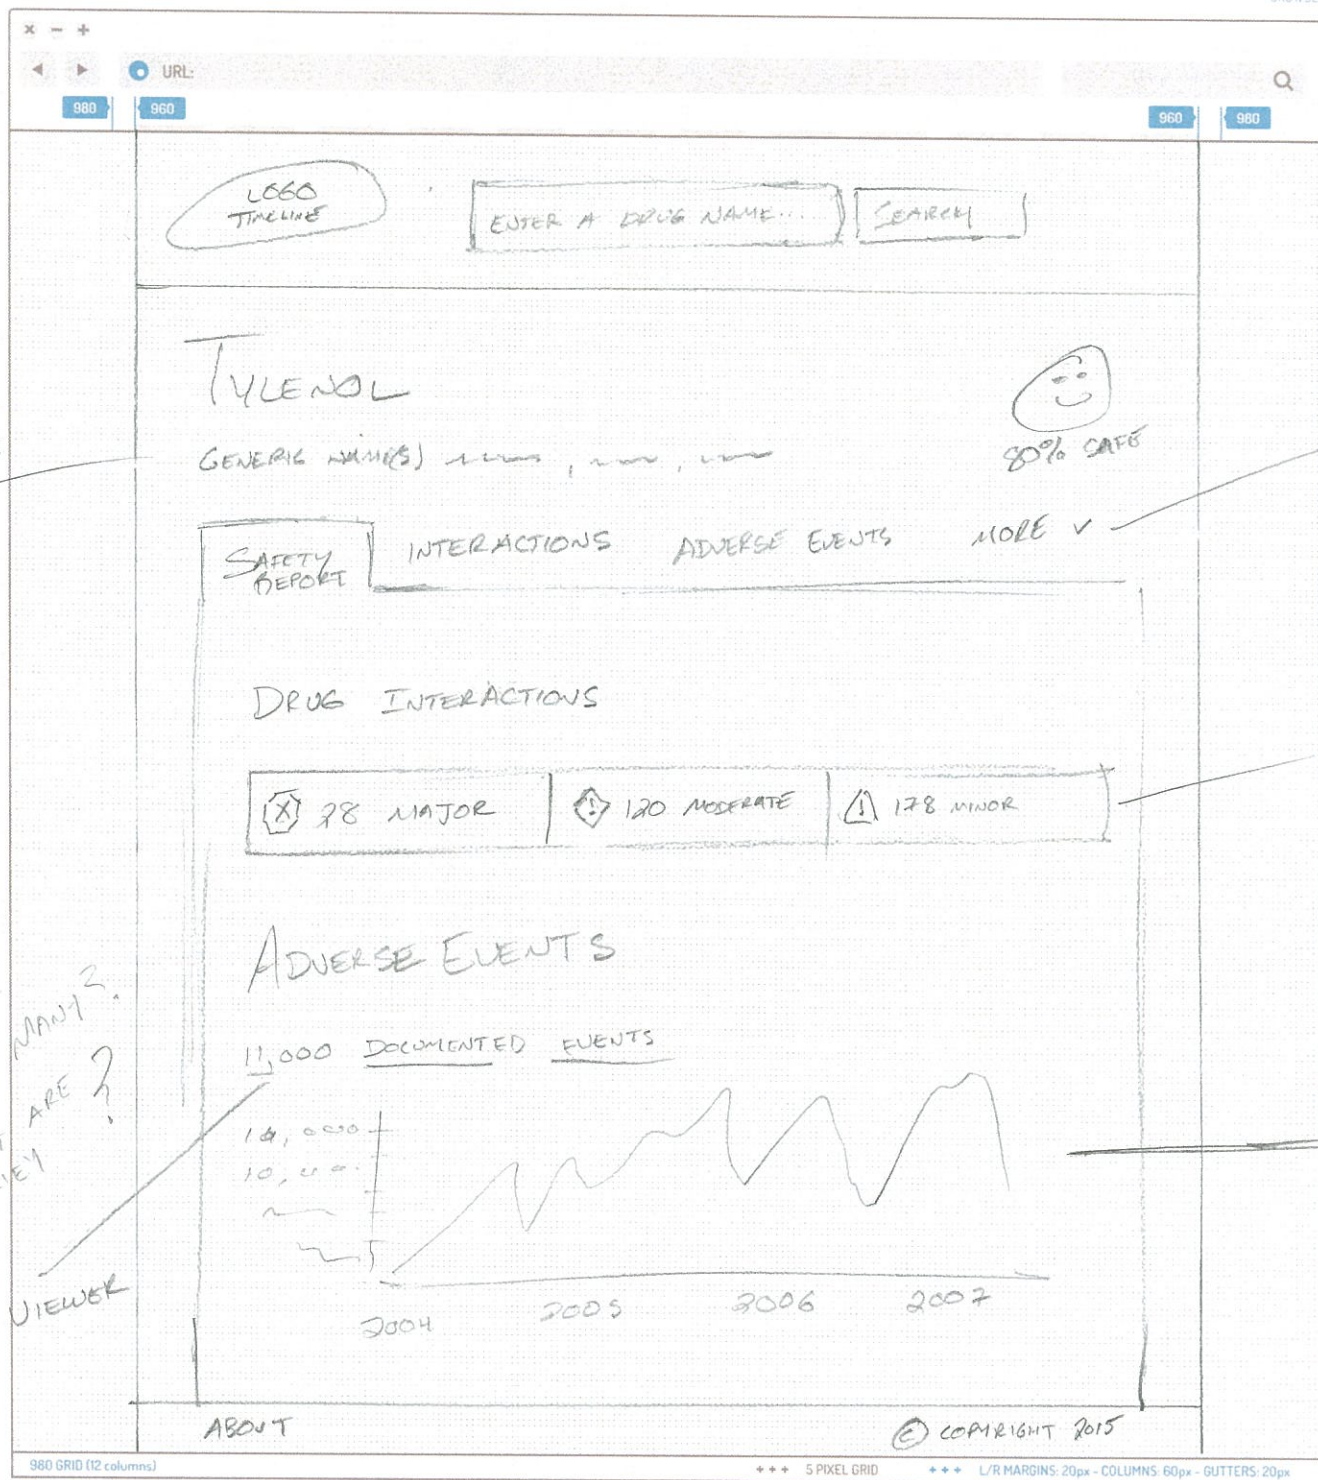 URL:
980 960 960 980
LOGO
TIMELINE
ENTER A DRUG NAME... SEARCH
TYLENOL
GENERIC NAME(S)
80% SAFE
SAFETY
REPORT
INTERACTIONS ADVERSE EVENTS MORE
DRUG INTERACTIONS
28 MAJOR 120 MODERATE 178 MINOR
ADVERSE EVENTS
MANY?
ARE ?
11,000 DOCUMENTED EVENTS
VIEWER
2004 2005 2006 2007
ABOUT © COPYRIGHT 2015
980 GRID (12 columns) +++ 5 PIXEL GRID +++ L/R MARGINS: 20px - COLUMNS: 60px - GUTTERS: 20px